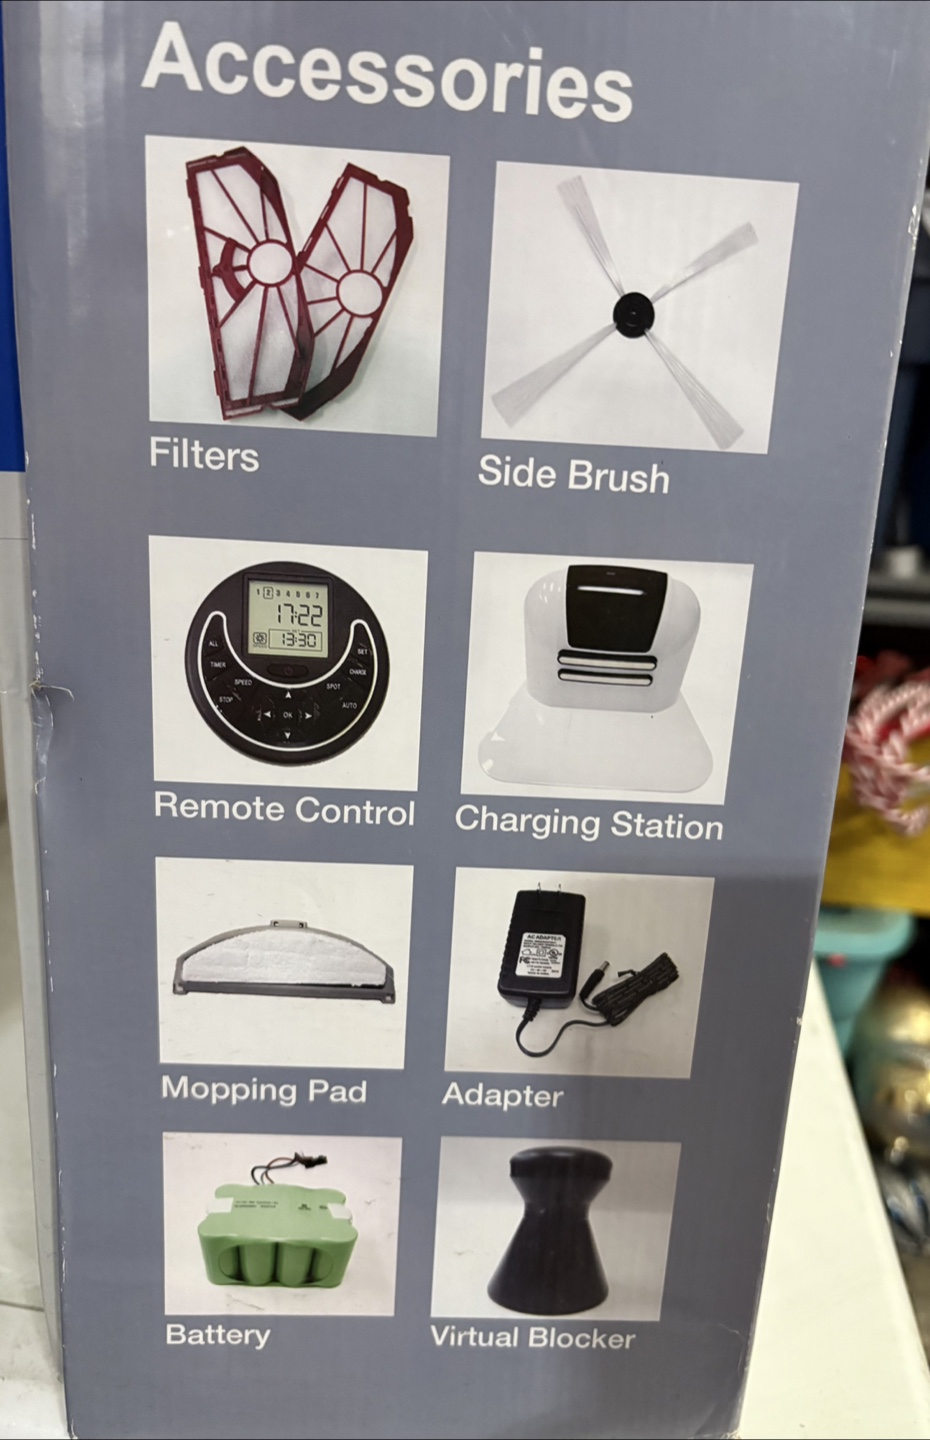 Accessories
Filters
Side Brush
1 2 3 4 5 6 7
17:22
13:30
ALL
SET
TIMER
CHARGE
SPEED
SPOT
STOP
AUTO
OK
Remote Control
Charging Station
AC ADAPTER
FC
Mopping Pad
Adapter
Battery
Virtual Blocker